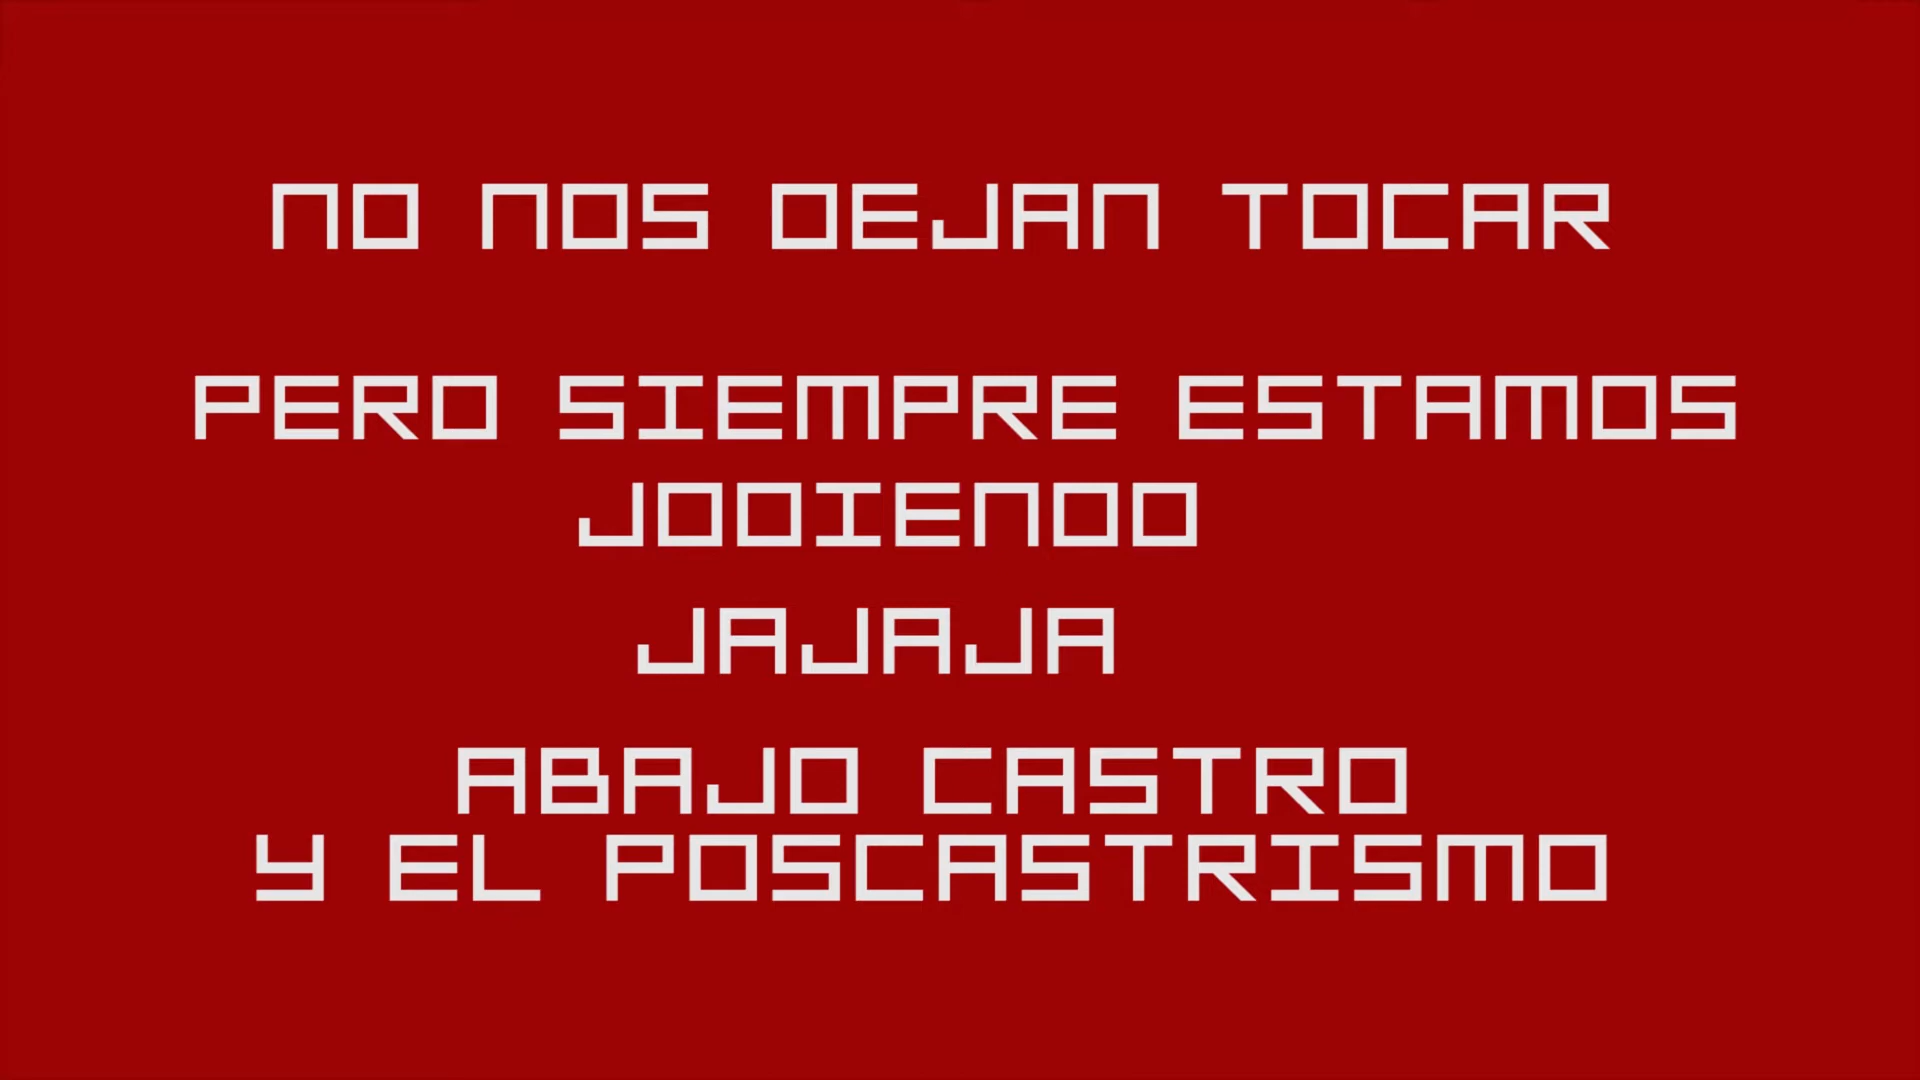 NO NOS DEJAN TOCAR
PERO SIEMPRE ESTAMOS
JODIENDO
JAJAJA
ABAJO CASTRO
Y EL POSCASTRISMO